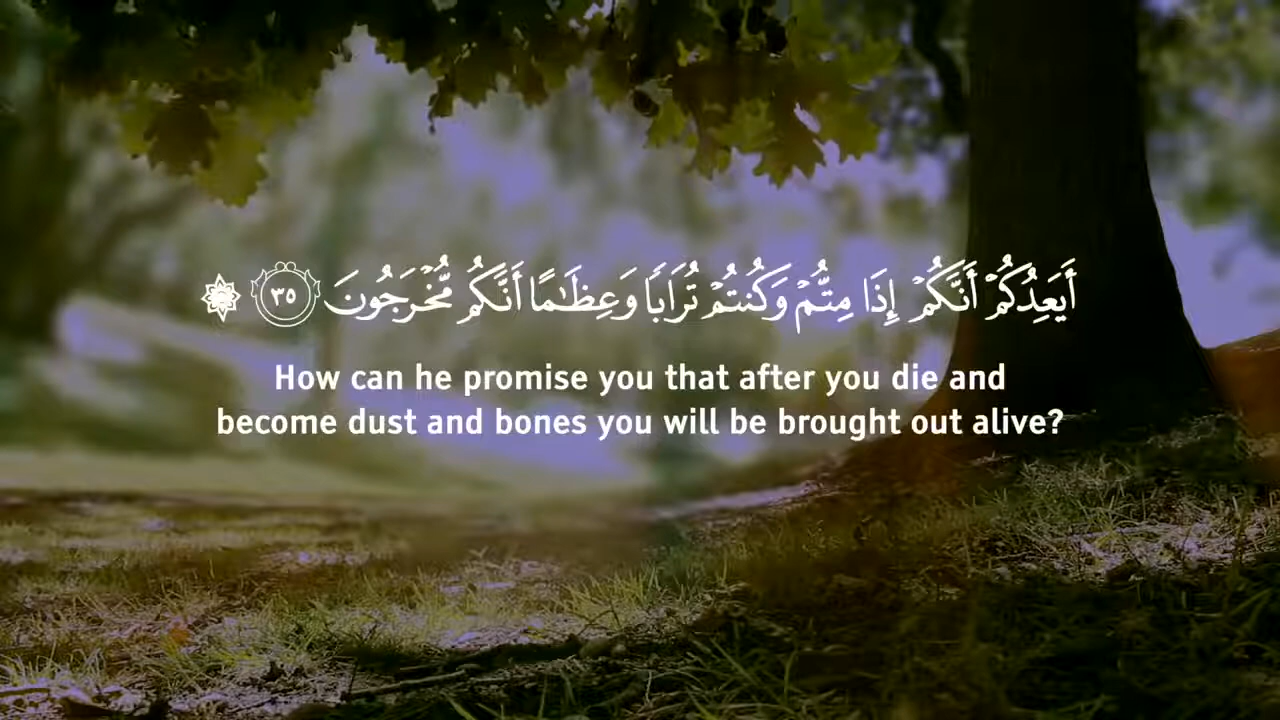 أَيَعِدُكُمْ أَنَّكُمْ إِذَا مِتُّمْ وَكُنتُمْ تُرَابًا وَعِظَـٰمًا أَنَّكُم مُّخْرَجُونَ ٣٥ ۞
How can he promise you that after you die and
become dust and bones you will be brought out alive?